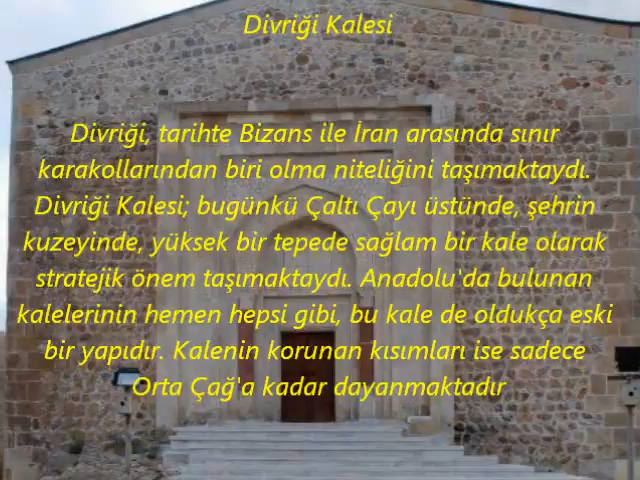 Divriği Kalesi
Divriği, tarihte Bizans ile İran arasında sınır
karakollarından biri olma niteliğini taşımaktaydı.
Divriği Kalesi; bugünkü Çaltı Çayı üstünde, şehrin
kuzeyinde, yüksek bir tepede sağlam bir kale olarak
stratejik önem taşımaktaydı. Anadolu'da bulunan
kalelerinin hemen hepsi gibi, bu kale de oldukça eski
bir yapıdır. Kalenin korunan kısımları ise sadece
Orta Çağ'a kadar dayanmaktadır